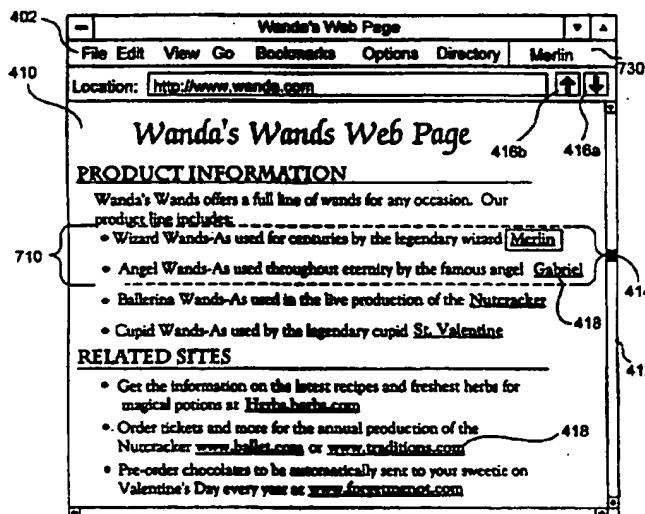 Wanda's Web Page
402
File Edit View Go Bookmarks Options Directory Merlin
730
410
Location: http://www.wanda.com
416b 416a
Wanda's Wands Web Page
PRODUCT INFORMATION
Wanda's Wands offers a full line of wands for any occasion. Our
product line includes:
• Wizard Wands-As used for centuries by the legendary wizard Merlin
710
• Angel Wands-As used throughout eternity by the famous angel Gabriel
414
• Ballerina Wands-As used in the live production of the Nutcracker
418
• Cupid Wands-As used by the legendary cupid St. Valentine
RELATED SITES
• Get the information on the latest recipes and freshest herbs for
magical potions at Herbs.herbs.com
• Order tickets and more for the annual production of the
Nutcracker www.ballet.com or www.traditions.com
418
• Pre-order chocolates to be automatically sent to your sweetie on
Valentine's Day every year at www.forgetmenot.com